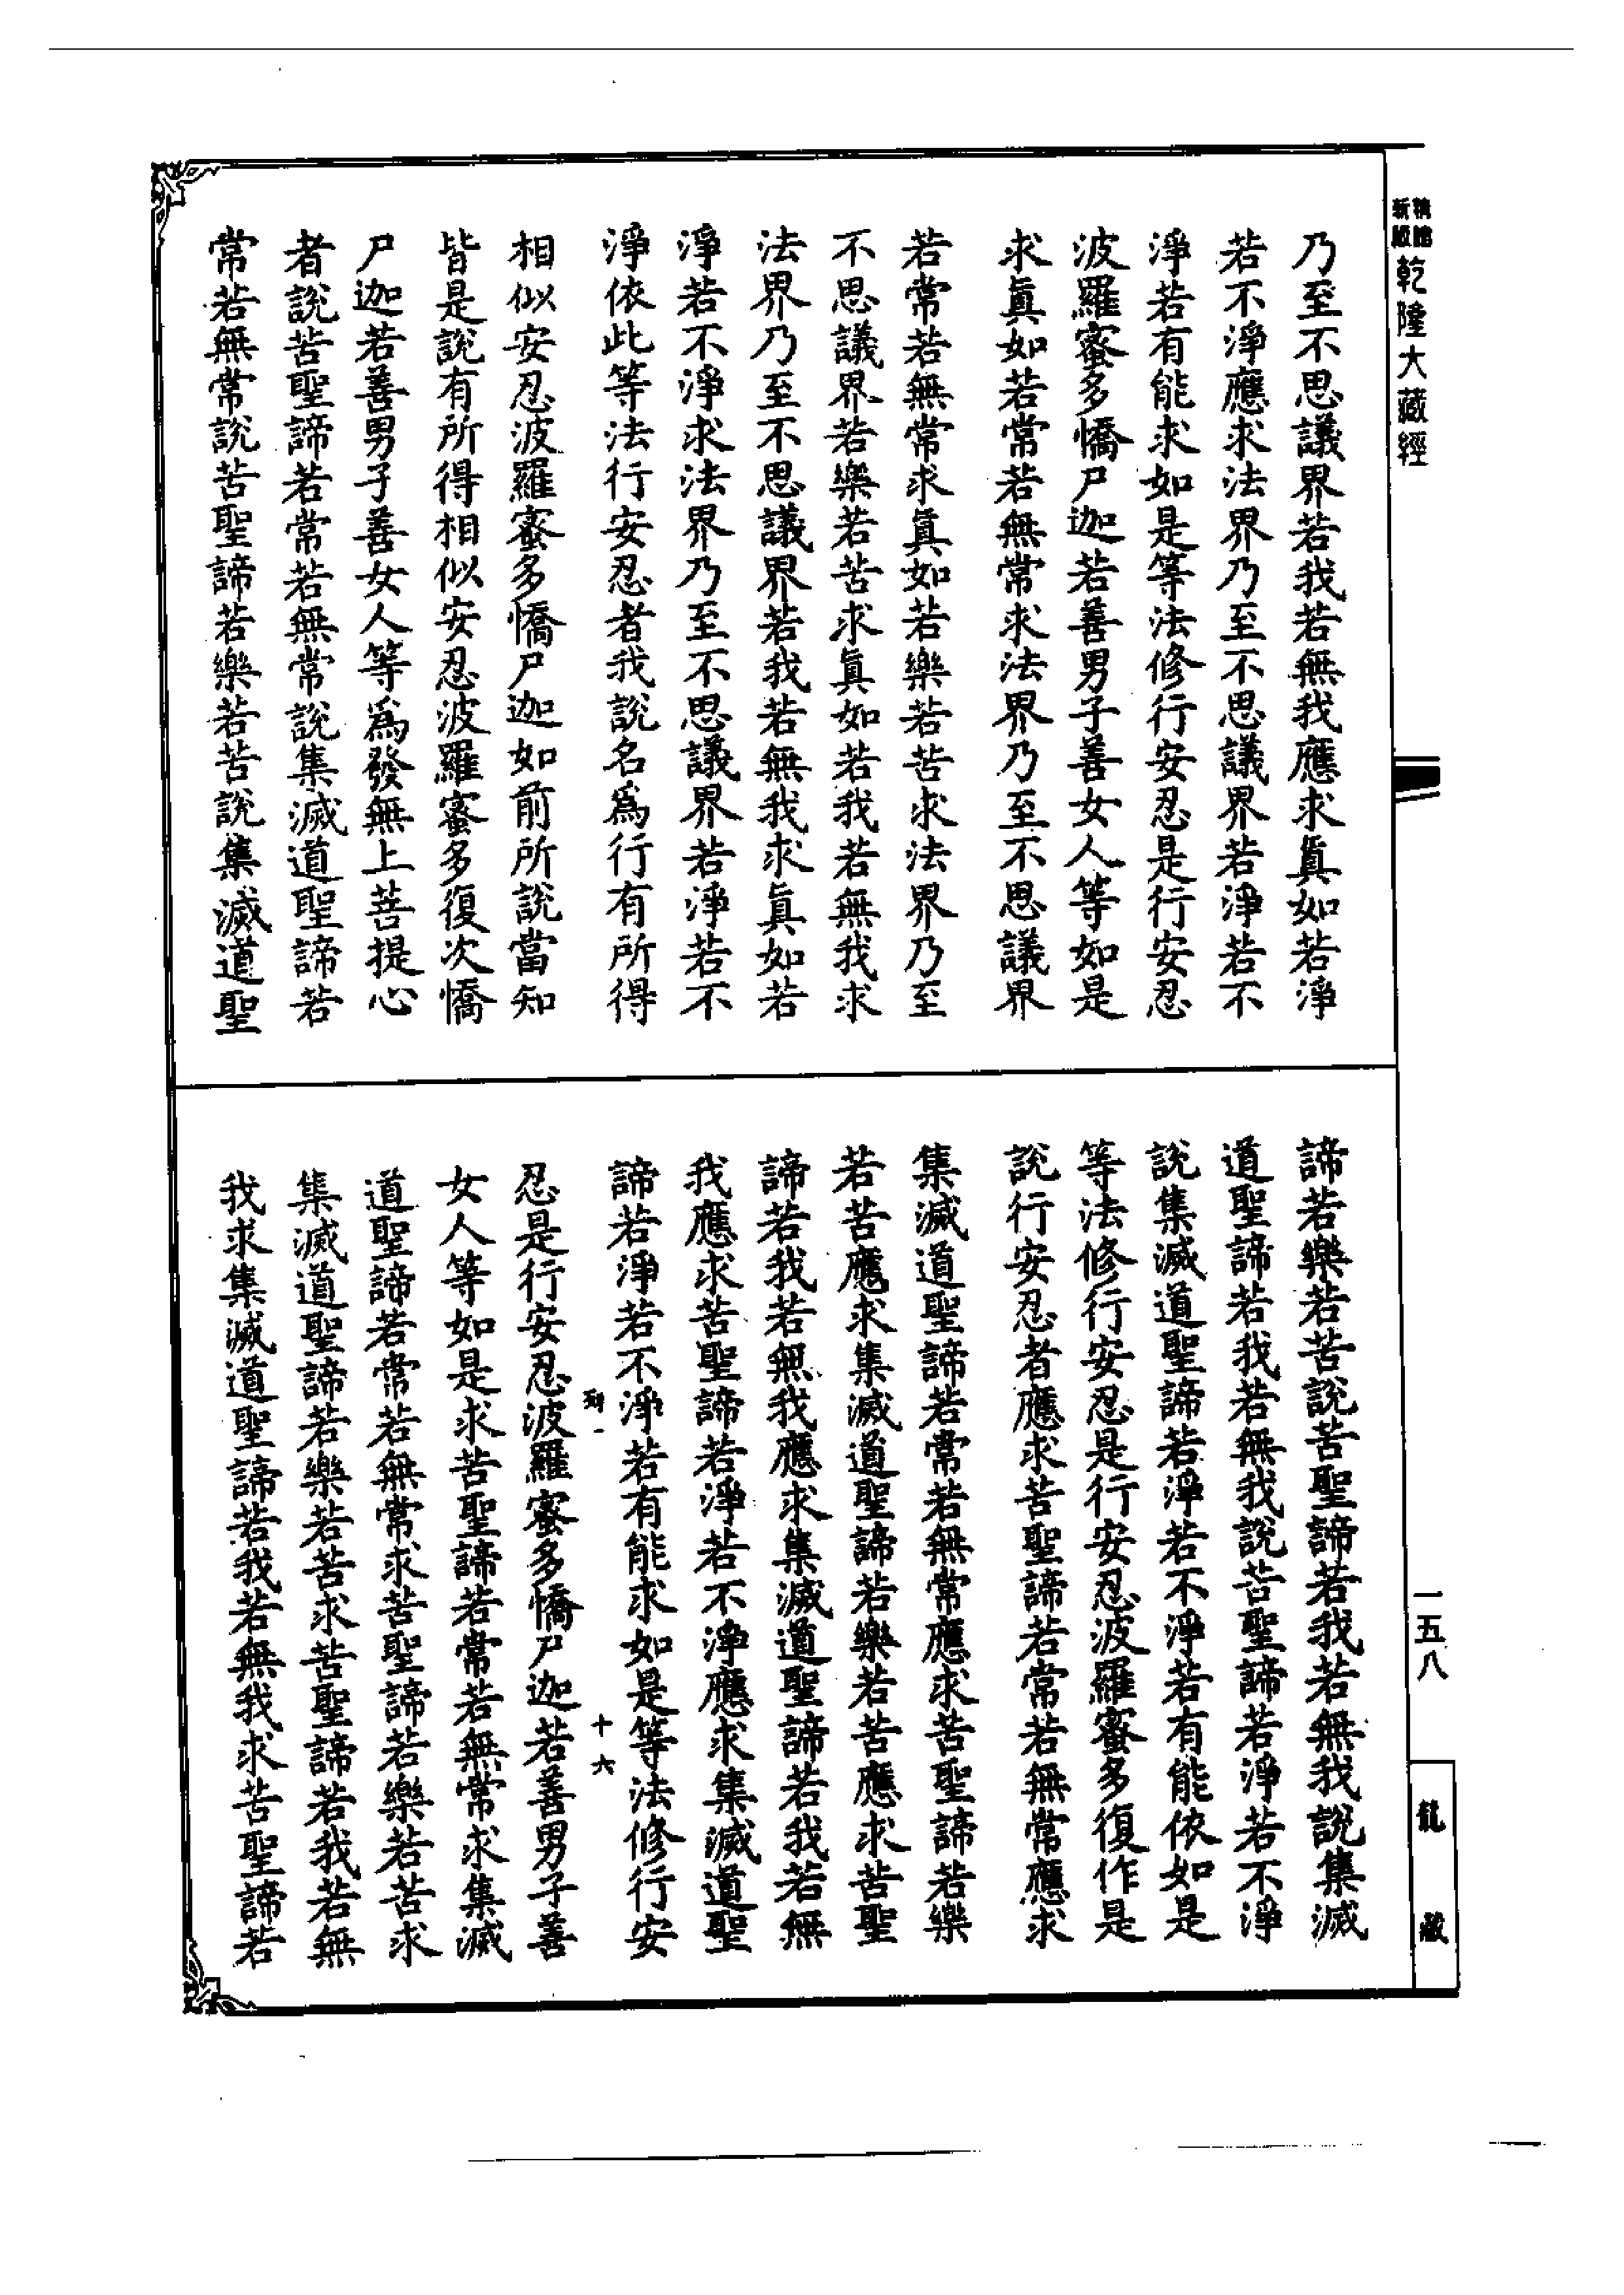 乾隆大藏經
乃至不思議界若我若無我應求真如若淨
若不淨應求法界乃至不思議界若淨若不
淨若有能求如是等法修行安忍是行安忍
波羅蜜多憍尸迦若善男子善女人等如是
求真如若常若無常求法界乃至不思議界
若常若無常求真如若樂若苦求法界乃至
不思議界若樂若苦求真如若我若無我求
法界乃至不思議界若我若無我求真如若
淨若不淨求法界乃至不思議界若淨若不
淨依此等法行安忍者我說名為行有所得
相似安忍波羅蜜多憍尸迦如前所說當知
皆是說有所得相似安忍波羅蜜多復次憍
尸迦若善男子善女人等為發無上菩提心
者說苦聖諦若常若無常說集滅道聖諦若
常若無常說苦聖諦若樂若苦說集滅道聖
諦若樂若苦說苦聖諦若我若無我說集滅
道聖諦若我若無我說苦聖諦若淨若不淨
說集滅道聖諦若淨若不淨若有能依如是
等法修行安忍是行安忍波羅蜜多復作是
說行安忍者應求苦聖諦若常若無常應求
集滅道聖諦若常若無常應求苦聖諦若樂
若苦應求集滅道聖諦若樂若苦應求苦聖
諦若我若無我應求集滅道聖諦若我若無
我應求苦聖諦若淨若不淨應求集滅道聖
諦若淨若不淨若有能求如是等法修行安
十六
忍是行安忍波羅蜜多憍尸迦若善男子善
女人等如是求苦聖諦若常若無常求集滅
道聖諦若常若無常求苦聖諦若樂若苦求
集滅道聖諦若樂若苦求苦聖諦若我若無
我求集滅道聖諦若我若無我求苦聖諦若
一五八
龍藏